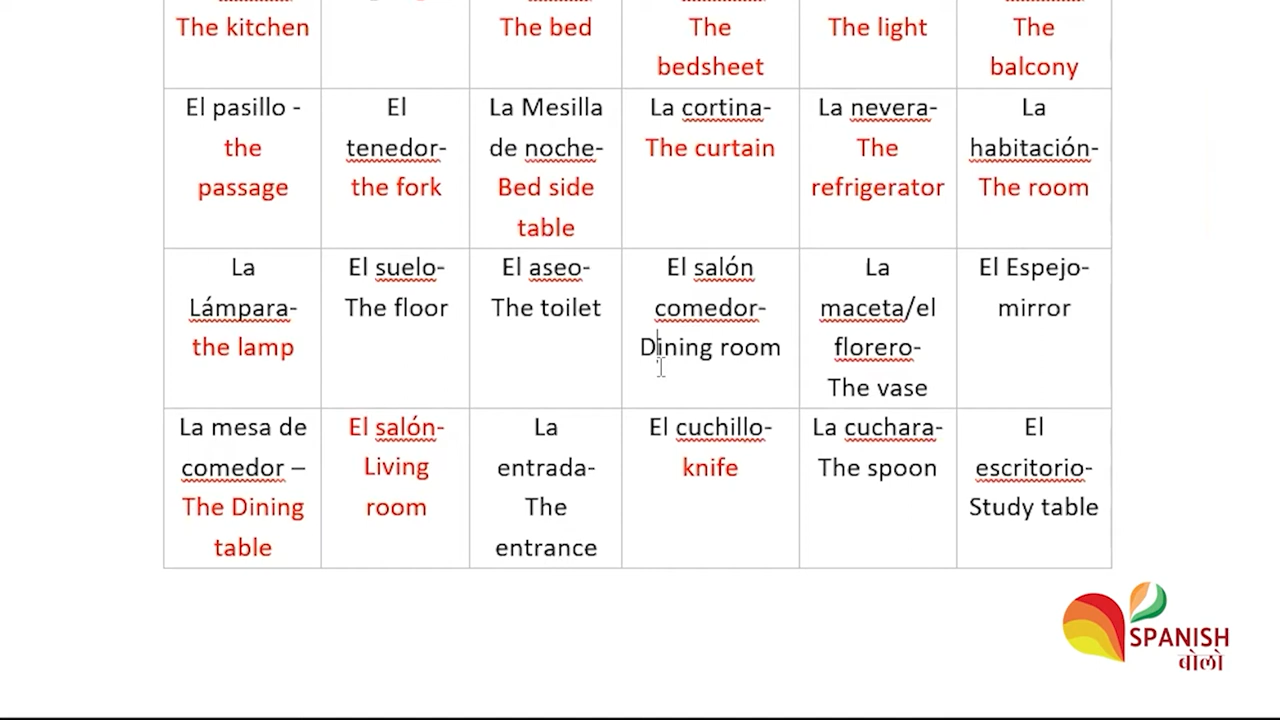 The kitchen
The bed
The
bedsheet
The light
The
balcony
El pasillo -
the
passage
El
tenedor-
the fork
La Mesilla
de noche-
Bed side
table
La cortina-
The curtain
La nevera-
The
refrigerator
La
habitación-
The room
La
Lámpara-
the lamp
El suelo-
The floor
El aseo-
The toilet
El salón
comedor-
Dining room
La
maceta/el
florero-
The vase
El Espejo-
mirror
La mesa de
comedor –
The Dining
table
El salón-
Living
room
La
entrada-
The
entrance
El cuchillo-
knife
La cuchara-
The spoon
El
escritorio-
Study table
SPANISH
बोलो